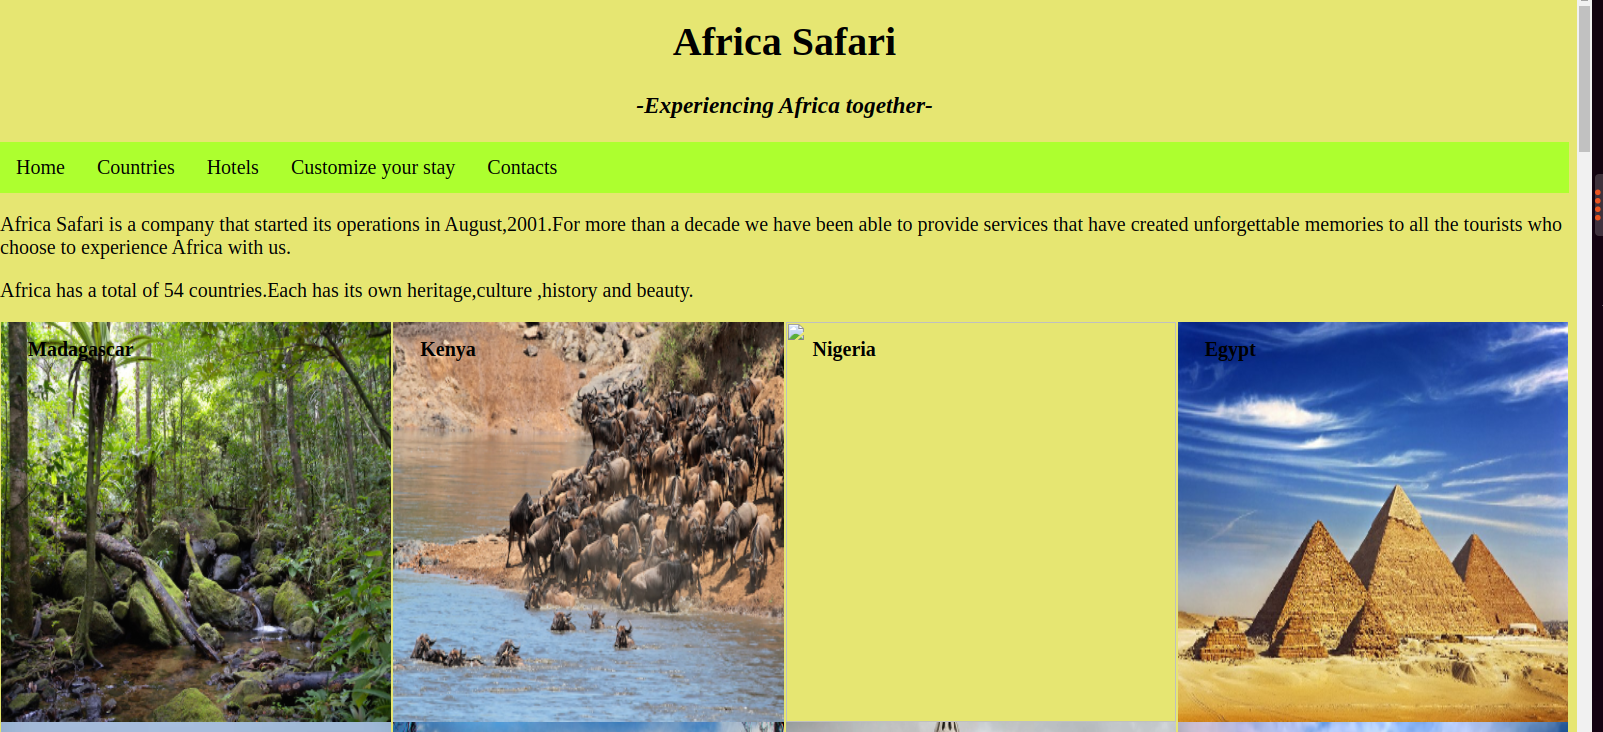 Africa Safari
-Experiencing Africa together-
Home Countries Hotels Customize your stay Contacts
Africa Safari is a company that started its operations in August,2001.For more than a decade we have been able to provide services that have created unforgettable memories to all the tourists who
choose to experience Africa with us.
Africa has a total of 54 countries.Each has its own heritage,culture ,history and beauty.
Madagascar Kenya Nigeria Egypt